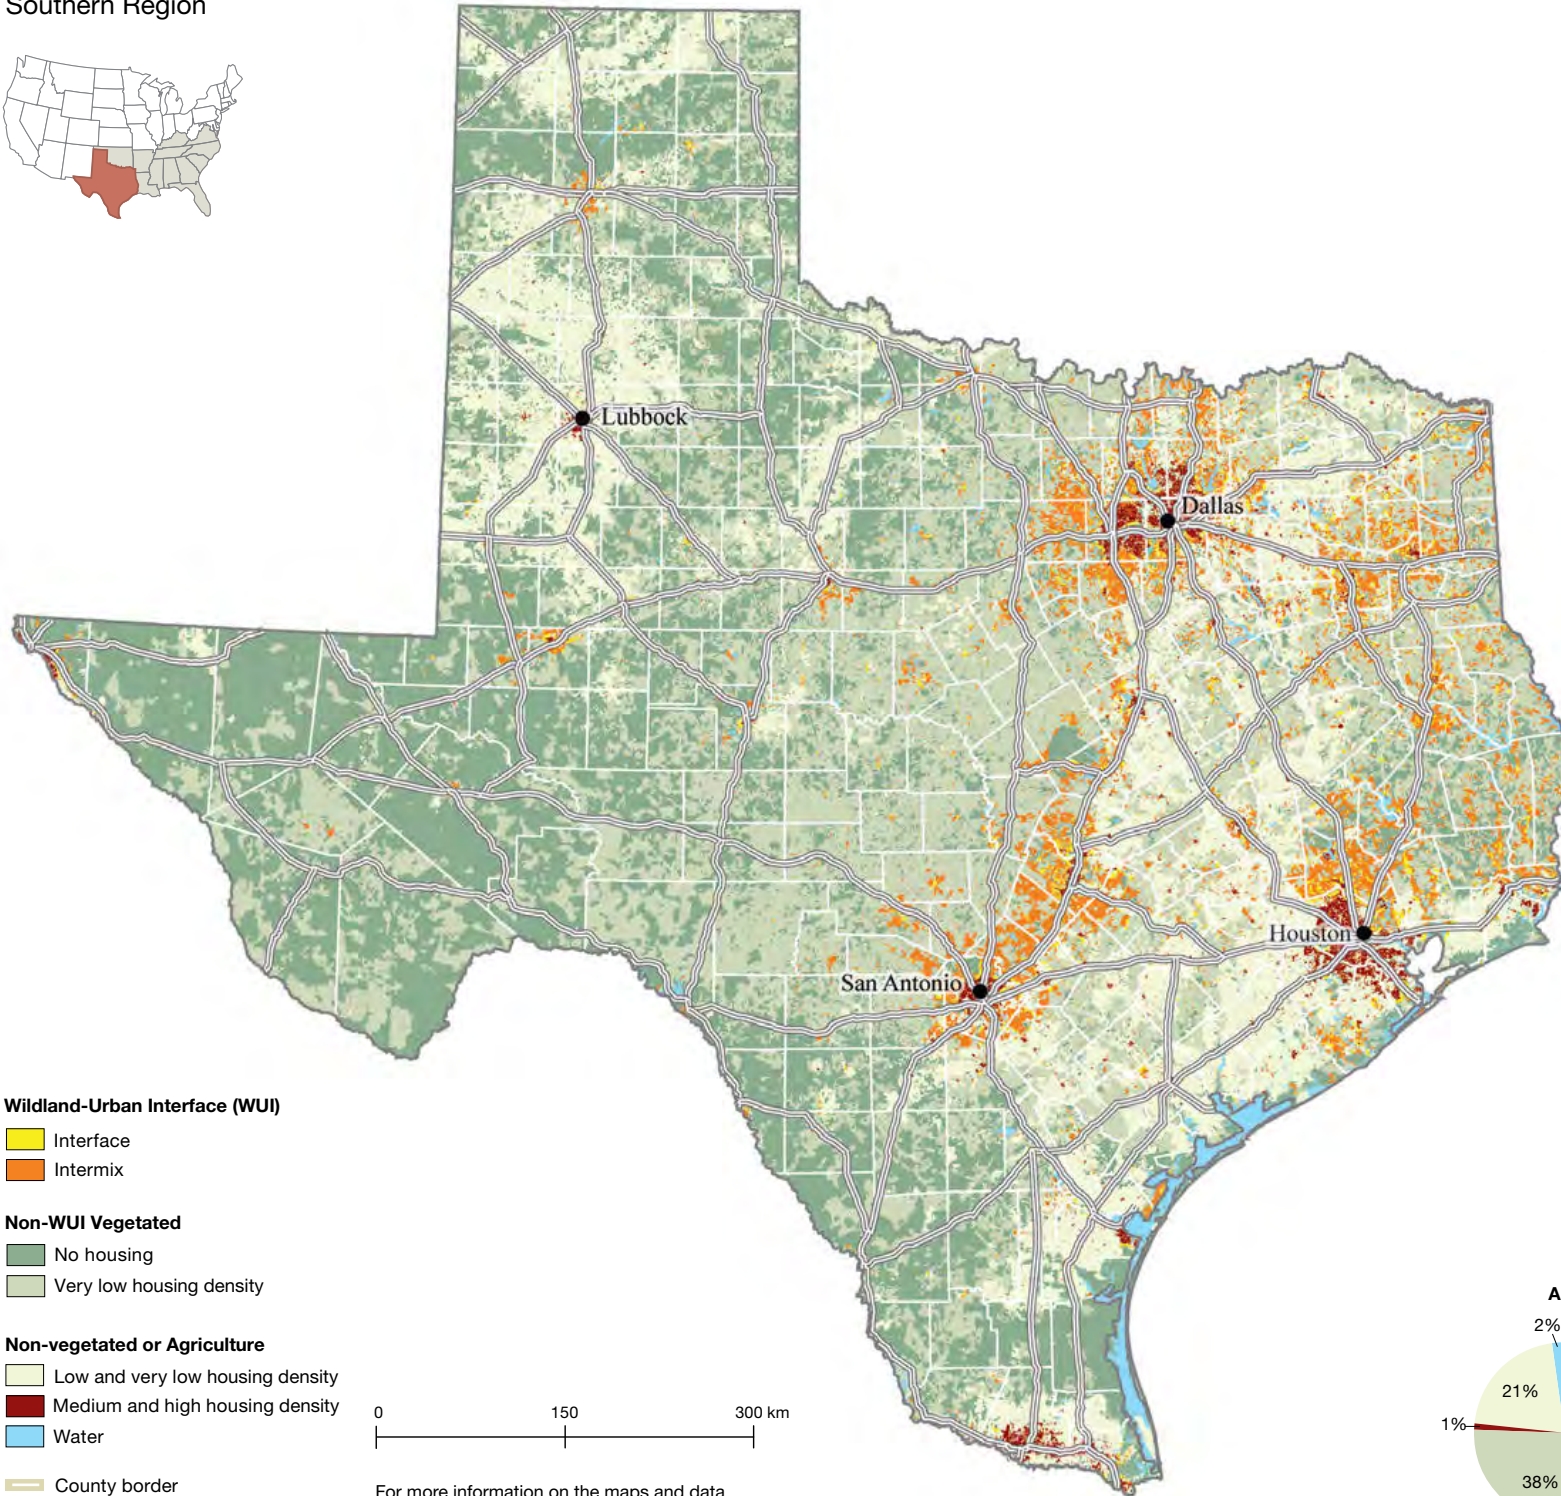 Southern Region
Lubbock
Dallas
Houston
San Antonio
Wildland-Urban Interface (WUI)
Interface
Intermix
Non-WUI Vegetated
No housing
Very low housing density
Non-vegetated or Agriculture
Low and very low housing density
Medium and high housing density
Water
County border
0 150 300 km
For more information on the maps and data
A
2%
21%
1%
38%